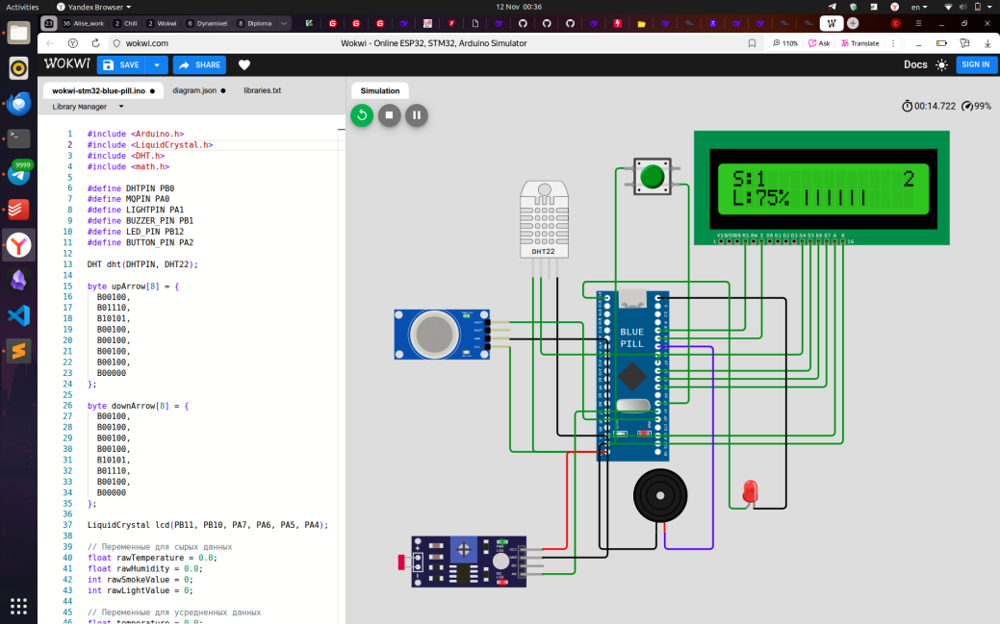 Activities
Yandex Browser
12 Nov 00:36
en
23
36 Alise_work
2 Chill
2 Wokwi
6 Dynamixel
8 Diploma
wokwi.com
Wokwi - Online ESP32, STM32, Arduino Simulator
110%
Ask
Translate
WOKWI
SAVE
SHARE
Docs
SIGN IN
wokwi-stm32-blue-pill.ino
diagram.json
libraries.txt
Library Manager
Simulation
00:14.722
99%
9999
1 #include <Arduino.h>
2 #include <LiquidCrystal.h>
3 #include <DHT.h>
4 #include <math.h>
5
6 #define DHTPIN PB0
7 #define MQPIN PA0
8 #define LIGHTPIN PA1
9 #define BUZZER_PIN PB1
10 #define LED_PIN PB12
11 #define BUTTON_PIN PA2
12
13 DHT dht(DHTPIN, DHT22);
14
15 byte upArrow[8] = {
16 B00100,
17 B01110,
18 B10101,
19 B00100,
20 B00100,
21 B00100,
22 B00100,
23 B00000
24 };
25
26 byte downArrow[8] = {
27 B00100,
28 B00100,
29 B00100,
30 B00100,
31 B10101,
32 B01110,
33 B00100,
34 B00000
35 };
36
37 LiquidCrystal lcd(PB11, PB10, PA7, PA6, PA5, PA4);
38
39 // Переменные для сырых данных
40 float rawTemperature = 0.0;
41 float rawHumidity = 0.0;
42 int rawSmokeValue = 0;
43 int rawLightValue = 0;
44
45 // Переменные для усредненных данных
46 float temperature = 0.0;
S:1 2
L:75% ||||||
DHT22
BLUE
PILL